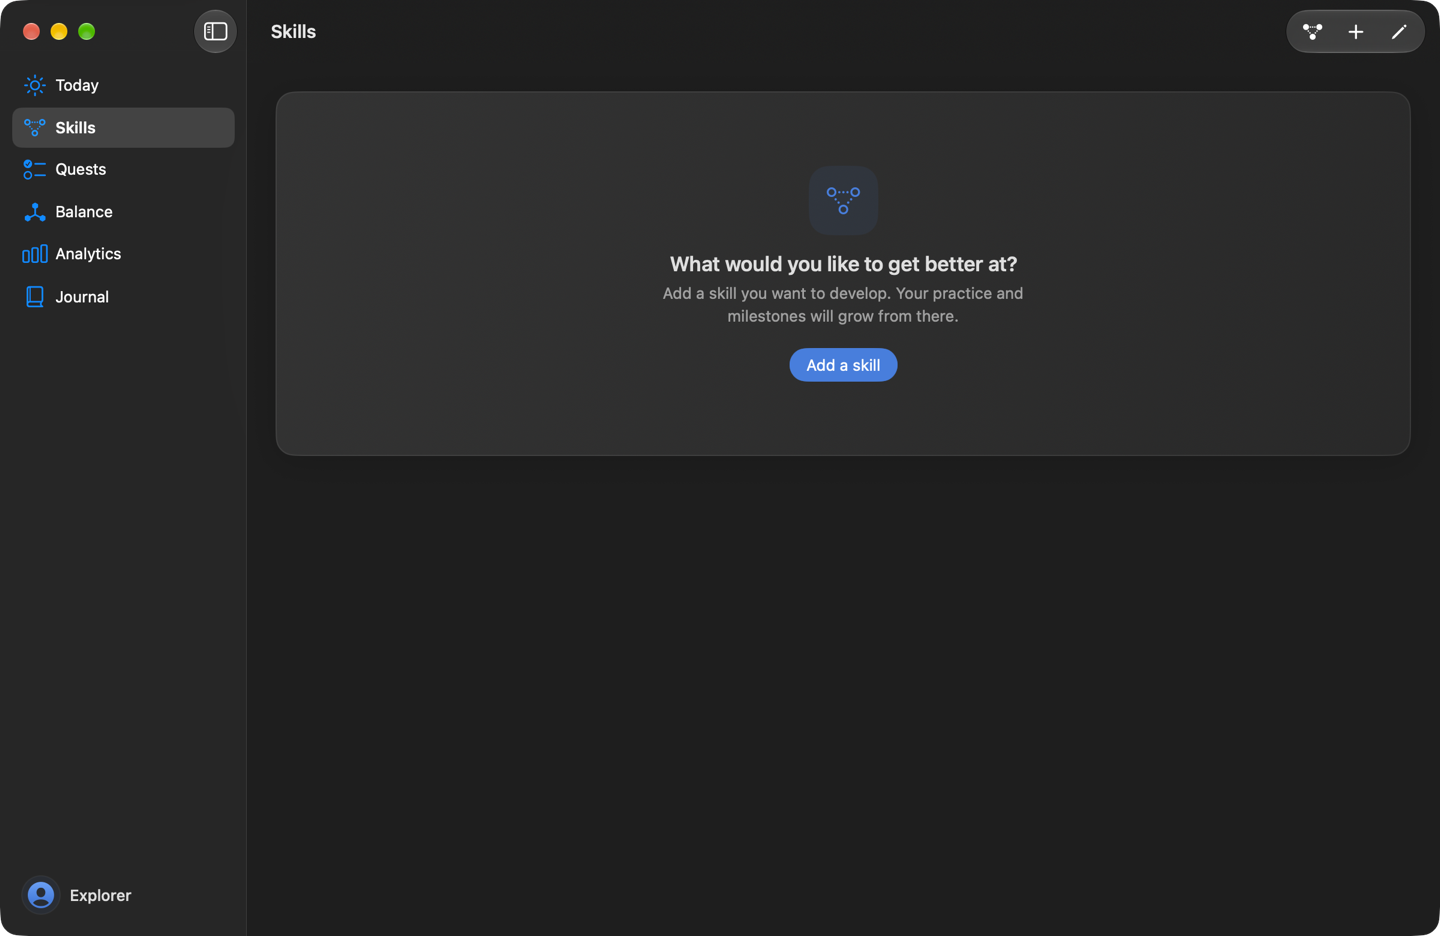 Skills
Today
Skills
Quests
Balance
Analytics
Journal
What would you like to get better at?
Add a skill you want to develop. Your practice and
milestones will grow from there.
Add a skill
Explorer